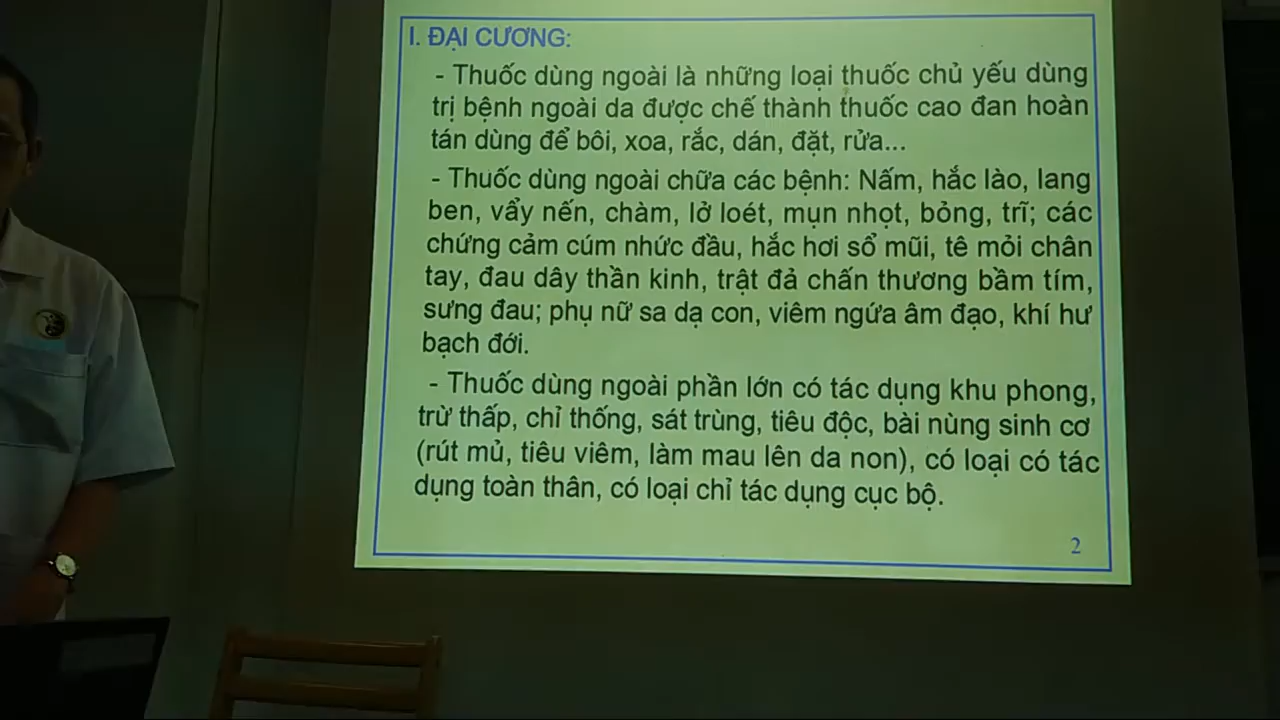 I. ĐẠI CƯƠNG:
- Thuốc dùng ngoài là những loại thuốc chủ yếu dùng
trị bệnh ngoài da được chế thành thuốc cao đan hoàn
tán dùng để bôi, xoa, rắc, dán, đặt, rửa...
- Thuốc dùng ngoài chữa các bệnh: Nấm, hắc lào, lang
ben, vẩy nến, chàm, lở loét, mụn nhọt, bỏng, trĩ; các
chứng cảm cúm nhức đầu, hắc hơi sổ mũi, tê mỏi chân
tay, đau dây thần kinh, trật đả chấn thương bầm tím,
sưng đau; phụ nữ sa dạ con, viêm ngứa âm đạo, khí hư
bạch đới.
- Thuốc dùng ngoài phần lớn có tác dụng khu phong,
trừ thấp, chỉ thống, sát trùng, tiêu độc, bài nùng sinh cơ
(rút mủ, tiêu viêm, làm mau lên da non), có loại có tác
dụng toàn thân, có loại chỉ tác dụng cục bộ.
2